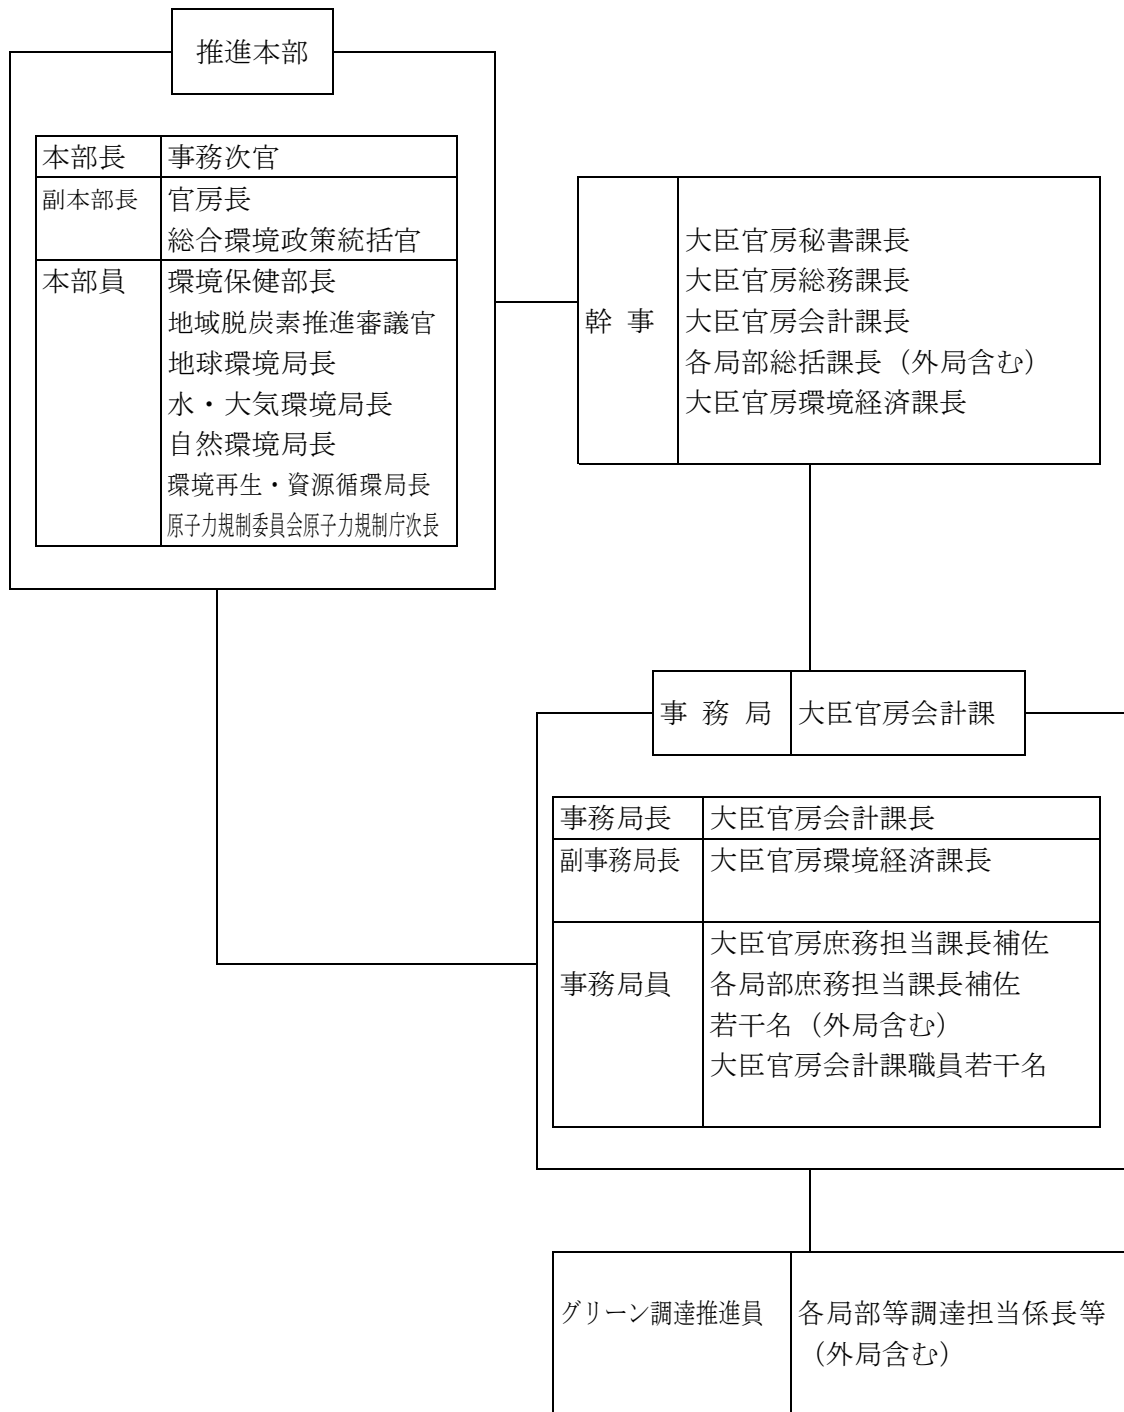 推進本部
本部長 事務次官
副本部長 官房長
総合環境政策統括官
本部員 環境保健部長
地域脱炭素推進審議官
地球環境局長
水・大気環境局長
自然環境局長
環境再生・資源循環局長
原子力規制委員会原子力規制庁次長
大臣官房秘書課長
大臣官房総務課長
幹 事 大臣官房会計課長
各局部総括課長（外局含む）
大臣官房環境経済課長
事 務 局 大臣官房会計課
事務局長 大臣官房会計課長
副事務局長 大臣官房環境経済課長
大臣官房庶務担当課長補佐
事務局員 各局部庶務担当課長補佐
若干名（外局含む）
大臣官房会計課職員若干名
グリーン調達推進員 各局部等調達担当係長等
（外局含む）